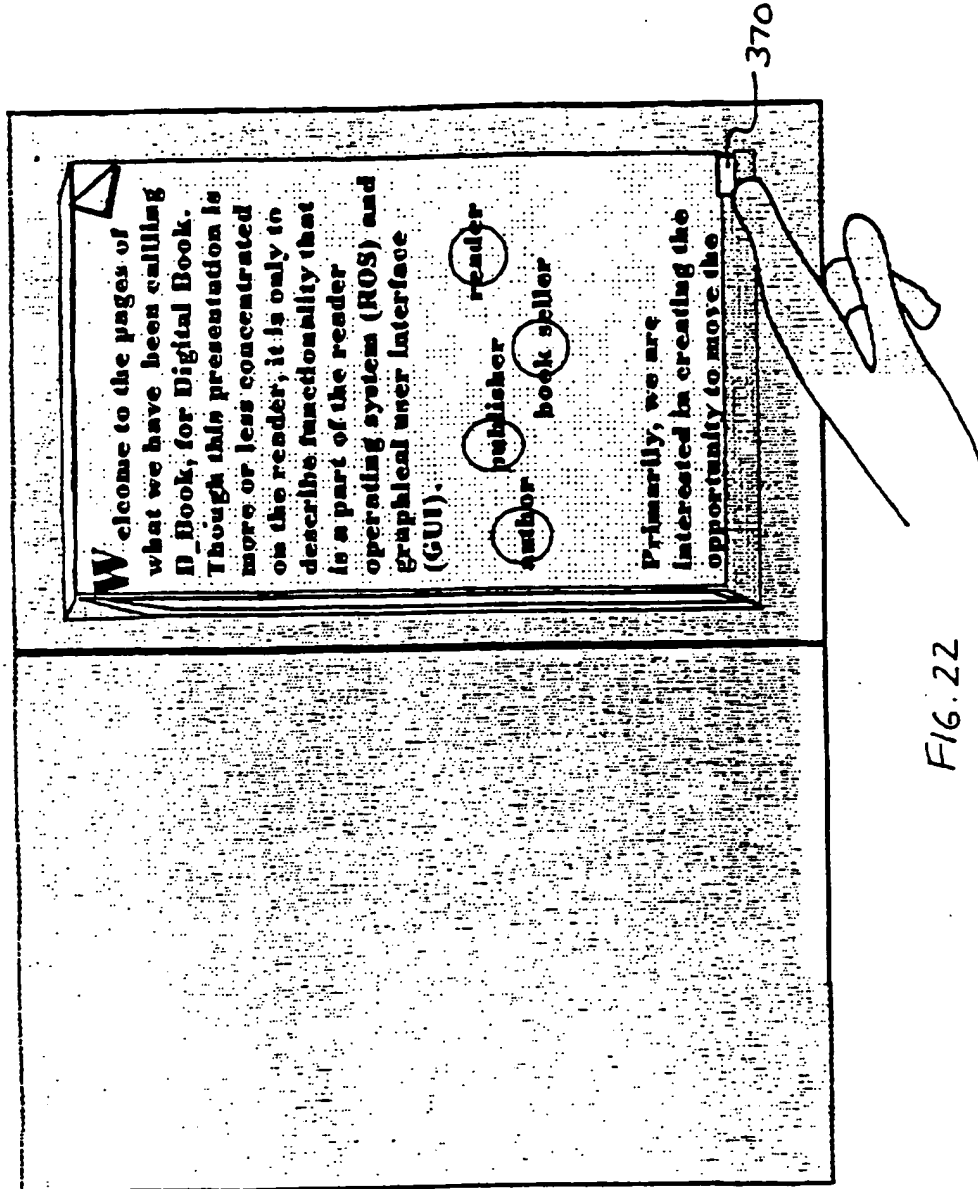 Welcome to the pages of
what we have been callling
D_Book, for Digital Book.
Though this presentation is
more or less concentrated
on the reader, it is only to
describe functionality that
is a part of the reader
operating system (ROS) and
graphical user interface
(GUI).
author publisher book seller reader
Primarily, we are
interested in creating the
opportunity to move the
370
FIG. 22